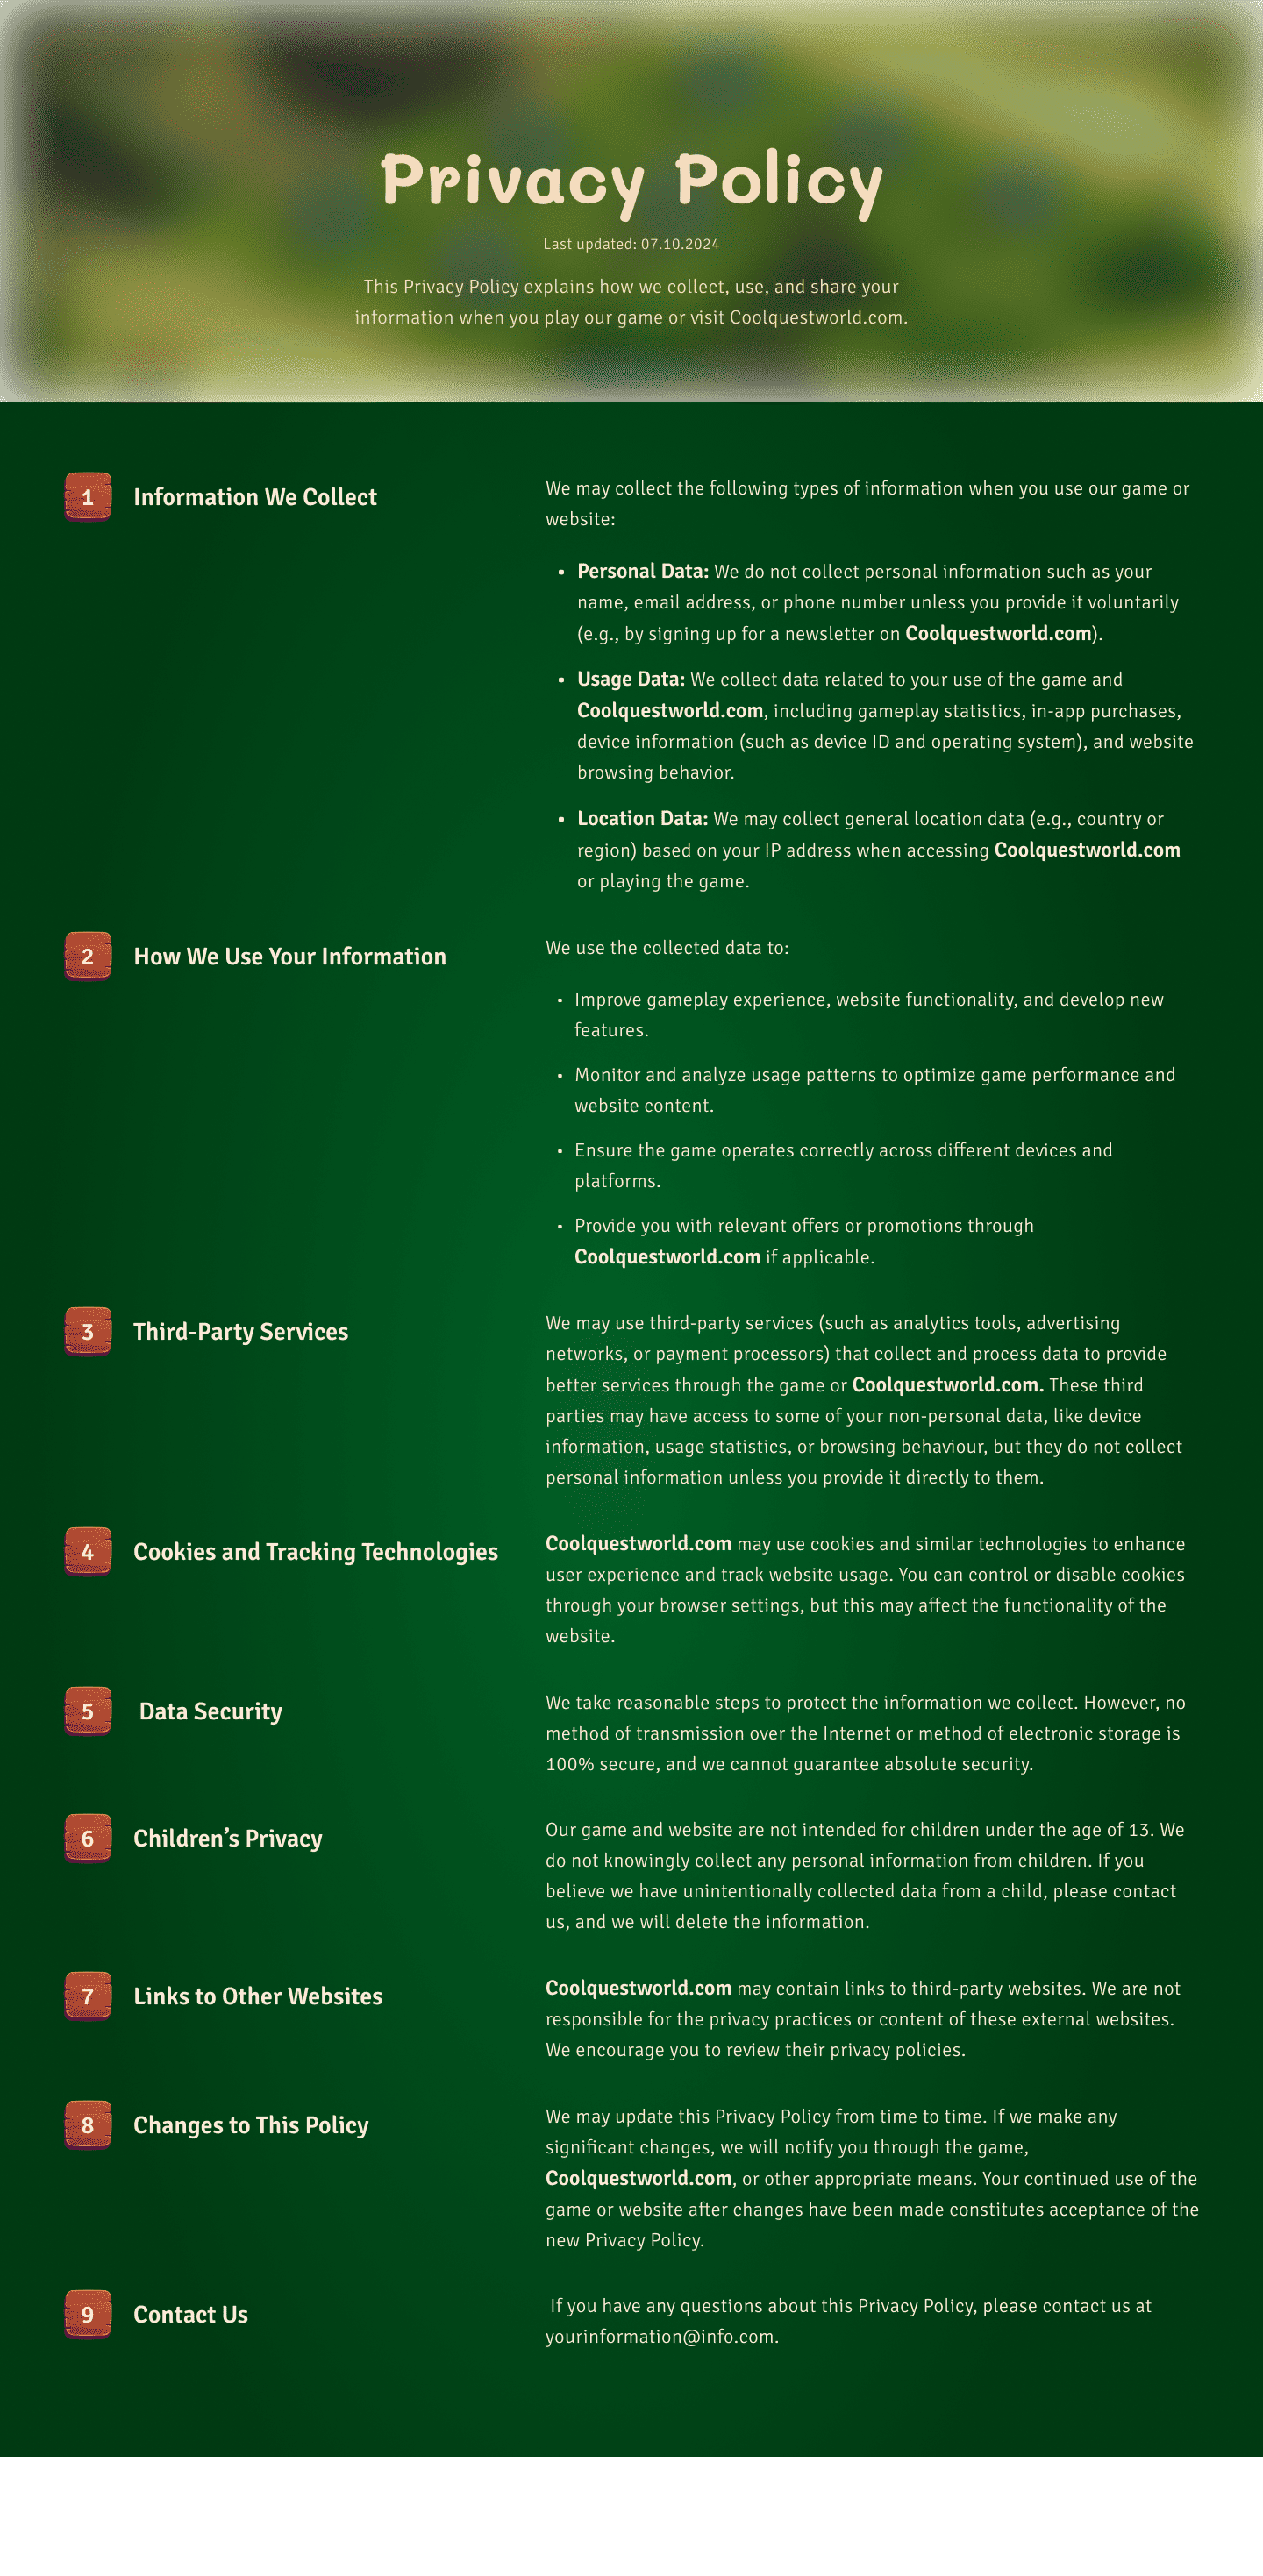 Privacy Policy
Last updated: 07.10.2024
This Privacy Policy explains how we collect, use, and share your
information when you play our game or visit Coolquestworld.com.
1 Information We Collect
We may collect the following types of information when you use our game or
website:
• Personal Data: We do not collect personal information such as your
name, email address, or phone number unless you provide it voluntarily
(e.g., by signing up for a newsletter on Coolquestworld.com).
• Usage Data: We collect data related to your use of the game and
Coolquestworld.com, including gameplay statistics, in-app purchases,
device information (such as device ID and operating system), and website
browsing behavior.
• Location Data: We may collect general location data (e.g., country or
region) based on your IP address when accessing Coolquestworld.com
or playing the game.
2 How We Use Your Information
We use the collected data to:
• Improve gameplay experience, website functionality, and develop new
features.
• Monitor and analyze usage patterns to optimize game performance and
website content.
• Ensure the game operates correctly across different devices and
platforms.
• Provide you with relevant offers or promotions through
Coolquestworld.com if applicable.
3 Third-Party Services
We may use third-party services (such as analytics tools, advertising
networks, or payment processors) that collect and process data to provide
better services through the game or Coolquestworld.com. These third
parties may have access to some of your non-personal data, like device
information, usage statistics, or browsing behaviour, but they do not collect
personal information unless you provide it directly to them.
4 Cookies and Tracking Technologies
Coolquestworld.com may use cookies and similar technologies to enhance
user experience and track website usage. You can control or disable cookies
through your browser settings, but this may affect the functionality of the
website.
5 Data Security
We take reasonable steps to protect the information we collect. However, no
method of transmission over the Internet or method of electronic storage is
100% secure, and we cannot guarantee absolute security.
6 Children’s Privacy
Our game and website are not intended for children under the age of 13. We
do not knowingly collect any personal information from children. If you
believe we have unintentionally collected data from a child, please contact
us, and we will delete the information.
7 Links to Other Websites
Coolquestworld.com may contain links to third-party websites. We are not
responsible for the privacy practices or content of these external websites.
We encourage you to review their privacy policies.
8 Changes to This Policy
We may update this Privacy Policy from time to time. If we make any
significant changes, we will notify you through the game,
Coolquestworld.com, or other appropriate means. Your continued use of the
game or website after changes have been made constitutes acceptance of the
new Privacy Policy.
9 Contact Us
If you have any questions about this Privacy Policy, please contact us at
yourinformation@info.com.